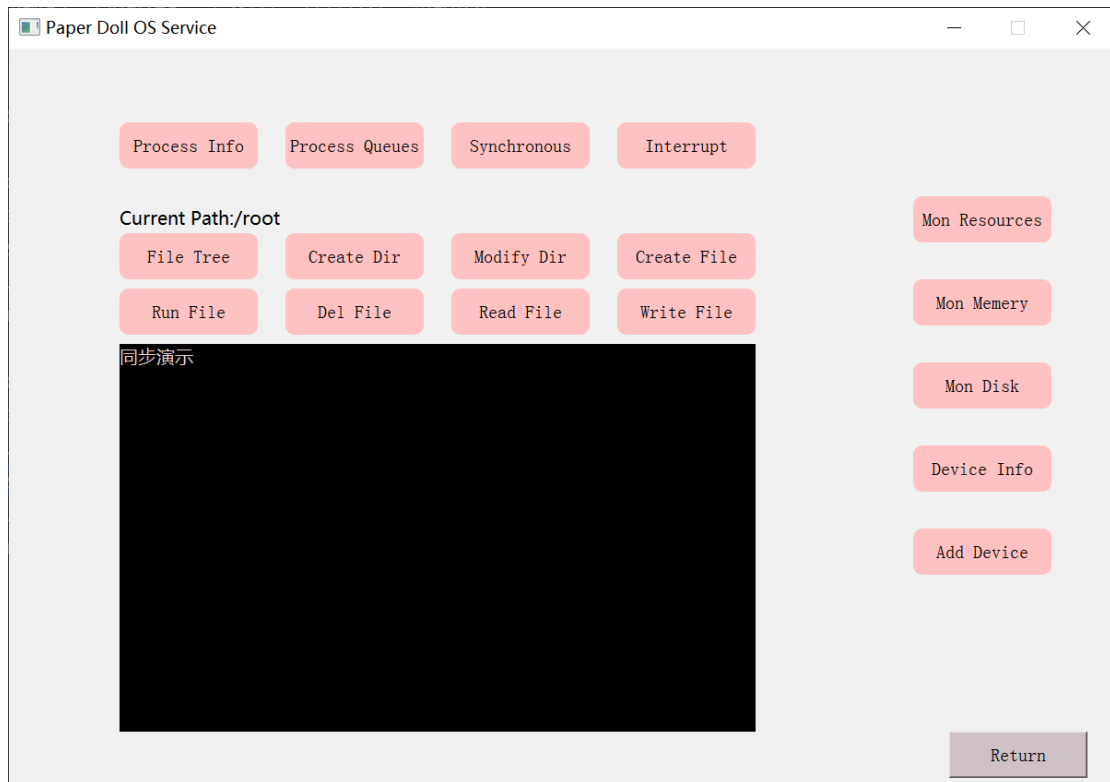 Paper Doll OS Service
Process Info Process Queues Synchronous Interrupt
Current Path:/root
File Tree Create Dir Modify Dir Create File
Run File Del File Read File Write File
同步演示
Mon Resources
Mon Memery
Mon Disk
Device Info
Add Device
Return